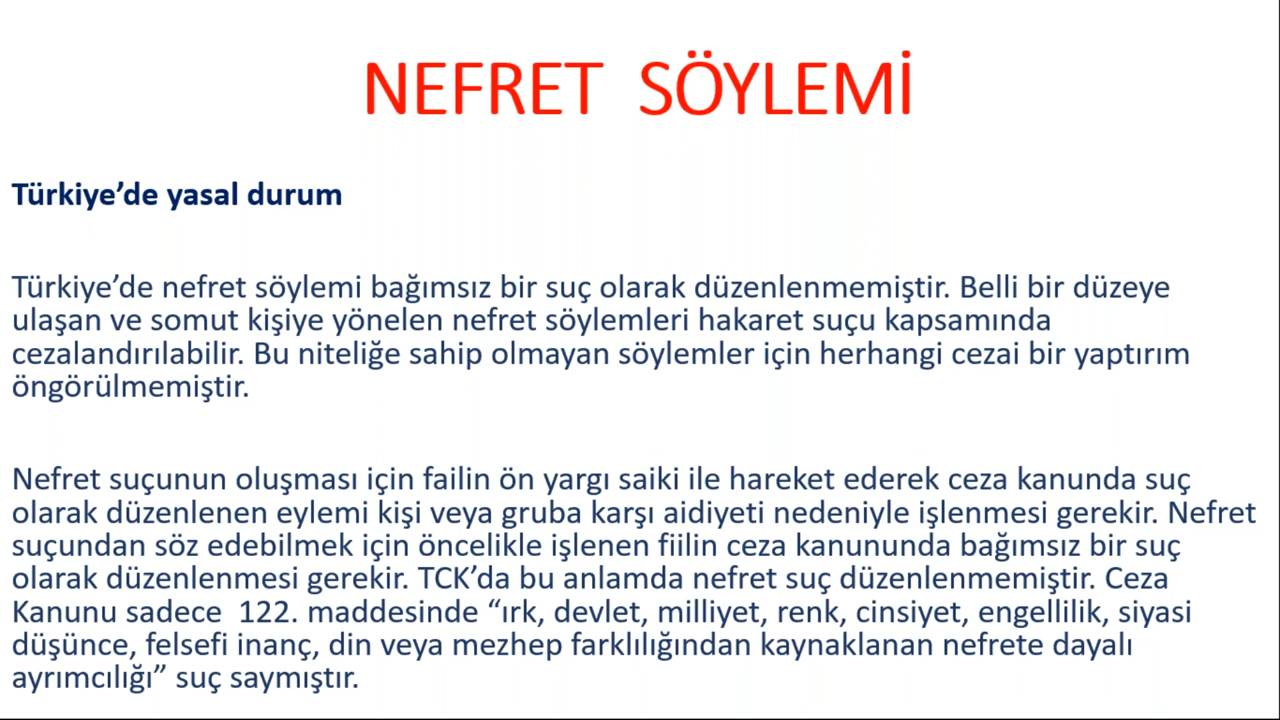 NEFRET  SÖYLEMİ
Türkiye’de yasal durum
Türkiye’de nefret söylemi bağımsız bir suç olarak düzenlenmemiştir. Belli bir düzeye
ulaşan ve somut kişiye yönelen nefret söylemleri hakaret suçu kapsamında
cezalandırılabilir. Bu niteliğe sahip olmayan söylemler için herhangi cezai bir yaptırım
öngörülmemiştir.
Nefret suçunun oluşması için failin ön yargı saiki ile hareket ederek ceza kanunda suç
olarak düzenlenen eylemi kişi veya gruba karşı aidiyeti nedeniyle işlenmesi gerekir. Nefret
suçundan söz edebilmek için öncelikle işlenen fiilin ceza kanununda bağımsız bir suç
olarak düzenlenmesi gerekir. TCK’da bu anlamda nefret suç düzenlenmemiştir. Ceza
Kanunu sadece  122. maddesinde “ırk, devlet, milliyet, renk, cinsiyet, engellilik, siyasi
düşünce, felsefi inanç, din veya mezhep farklılığından kaynaklanan nefrete dayalı
ayrımcılığı” suç saymıştır.